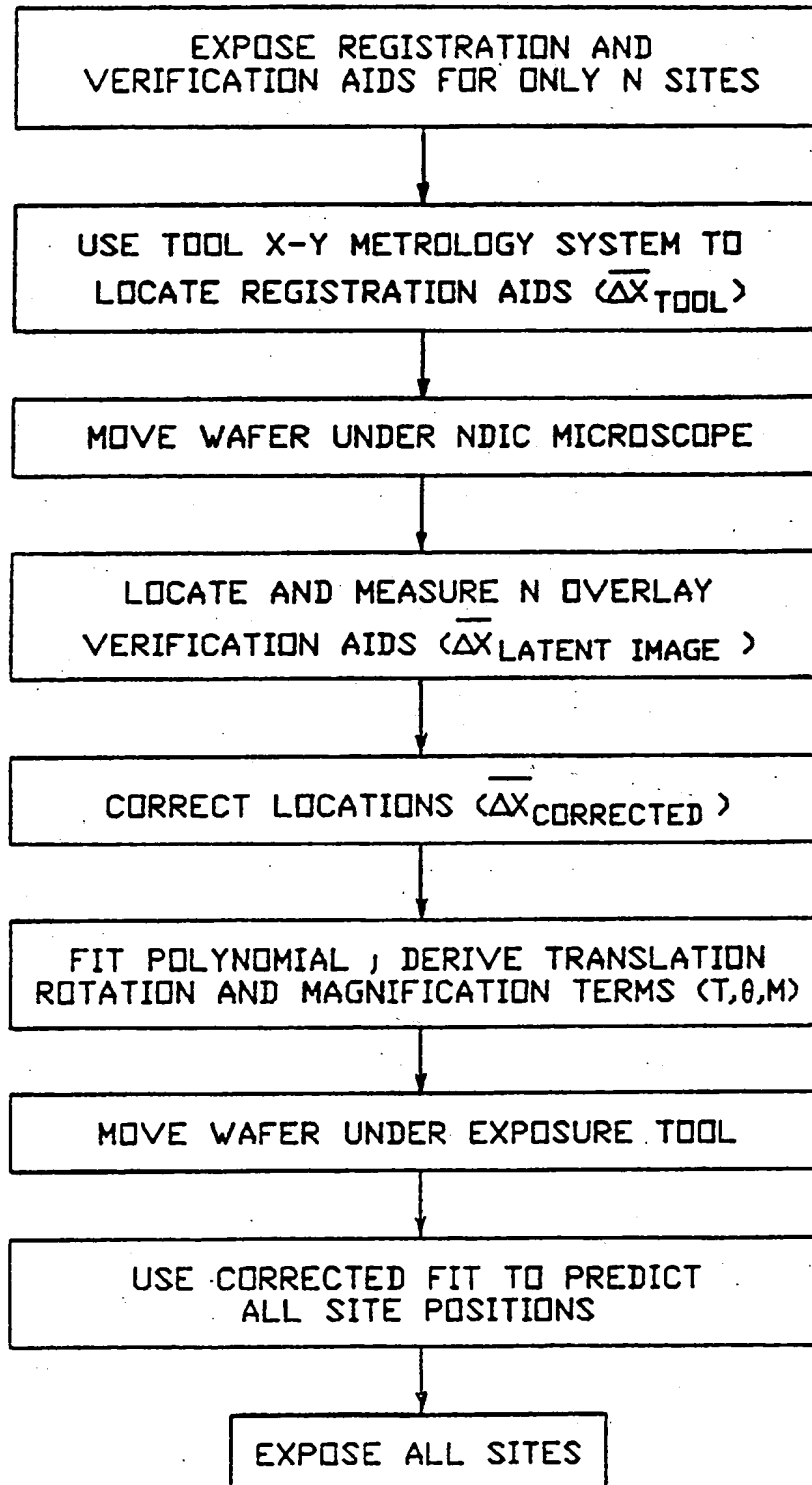 EXPOSE REGISTRATION AND
VERIFICATION AIDS FOR ONLY N SITES
USE TOOL X-Y METROLOGY SYSTEM TO
LOCATE REGISTRATION AIDS (\overline{ΔX}_{TOOL})
MOVE WAFER UNDER NDIC MICROSCOPE
LOCATE AND MEASURE N OVERLAY
VERIFICATION AIDS (\overline{ΔX}_{LATENT IMAGE})
CORRECT LOCATIONS (\overline{ΔX}_{CORRECTED})
FIT POLYNOMIAL ; DERIVE TRANSLATION
ROTATION AND MAGNIFICATION TERMS (T,θ,M)
MOVE WAFER UNDER EXPOSURE TOOL
USE CORRECTED FIT TO PREDICT
ALL SITE POSITIONS
EXPOSE ALL SITES